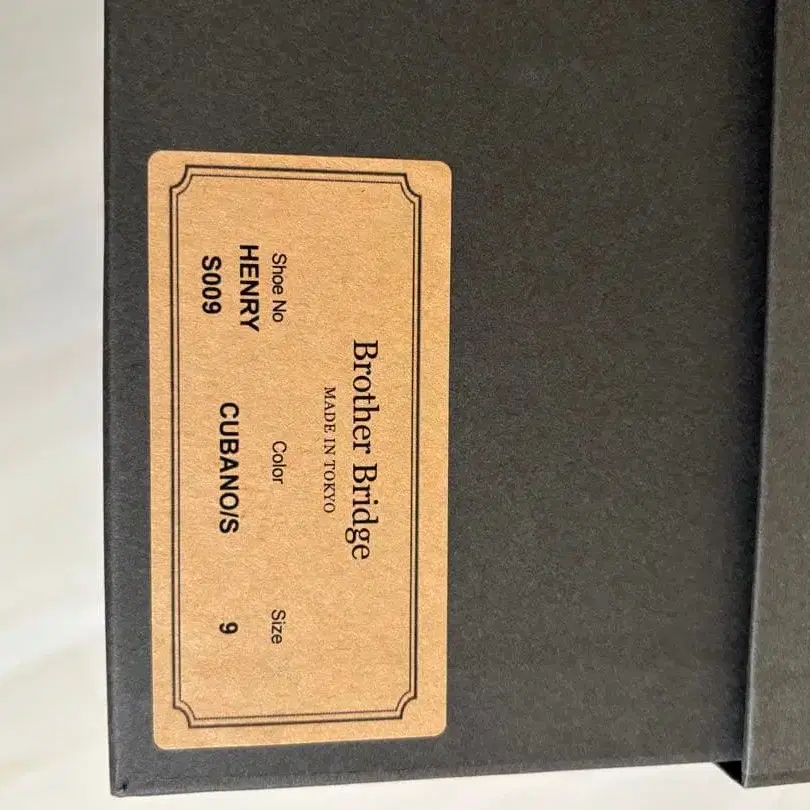 Brother Bridge
MADE IN TOKYO
Shoe No Color Size
HENRY
S009 CUBANO/S 9